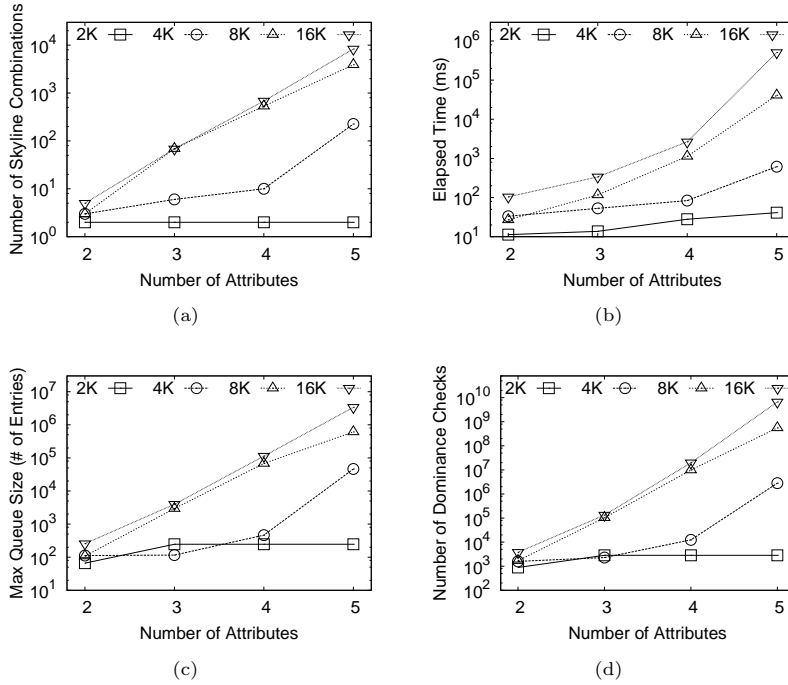 2K 4K 8K 16K
Number of Skyline Combinations
10^4
10^3
10^2
10^1
10^0
2 3 4 5
Number of Attributes
(a)
2K 4K 8K 16K
Elapsed Time (ms)
10^6
10^5
10^4
10^3
10^2
10^1
2 3 4 5
Number of Attributes
(b)
2K 4K 8K 16K
Max Queue Size (# of Entries)
10^7
10^6
10^5
10^4
10^3
10^2
10^1
2 3 4 5
Number of Attributes
(c)
2K 4K 8K 16K
Number of Dominance Checks
10^10
10^9
10^8
10^7
10^6
10^5
10^4
10^3
10^2
2 3 4 5
Number of Attributes
(d)